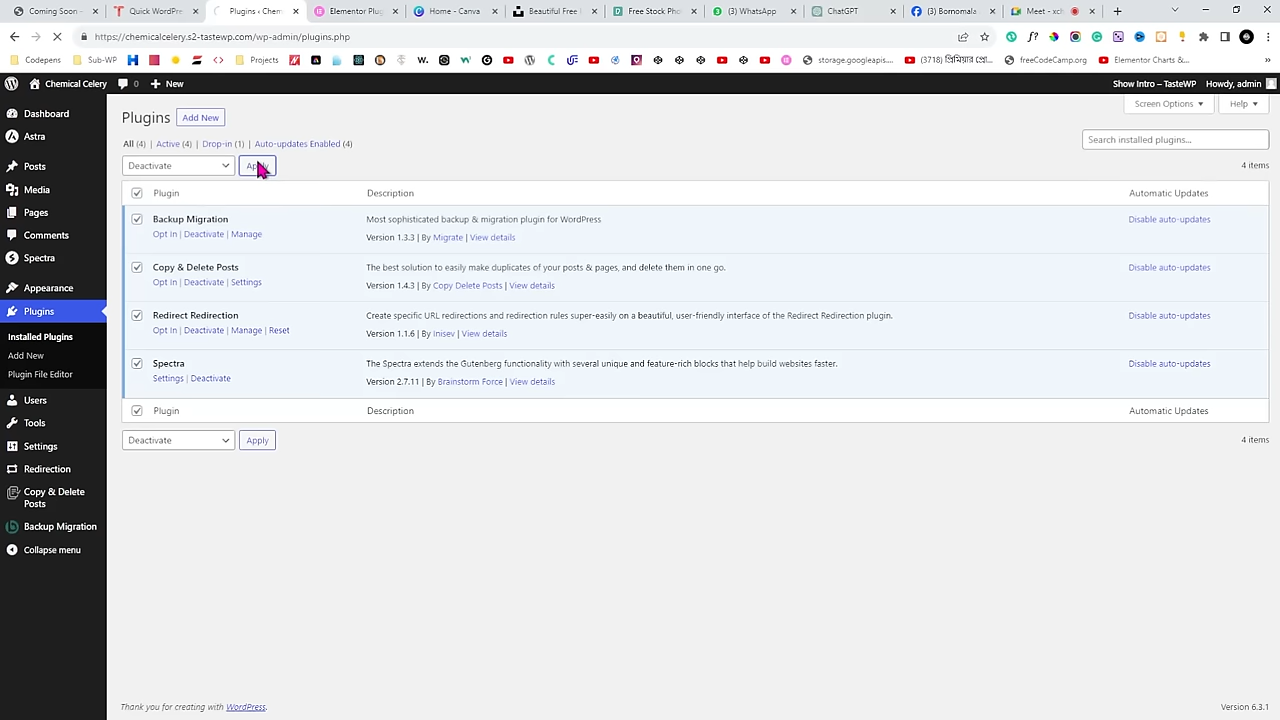 Coming Soon –
Quick WordPre
Plugins ‹ Chem
Elementor Plug
Home - Canva
Beautiful Free
Free Stock Pho
(3) WhatsApp
ChatGPT
(3) Bornomala
Meet - xch
https://chemicalcelery.s2-tastewp.com/wp-admin/plugins.php
Codepens
Sub-WP
Projects
storage.googleapis....
freeCodeCamp.org
Elementor Charts &...
Chemical Celery
0
New
Show Intro – TasteWP
Howdy, admin
Dashboard
Astra
Posts
Media
Pages
Comments
Spectra
Appearance
Plugins
Installed Plugins
Add New
Plugin File Editor
Users
Tools
Settings
Redirection
Copy & Delete
Posts
Backup Migration
Collapse menu
Plugins
Add New
Screen Options
Help
All (4) | Active (4) | Drop-in (1) | Auto-updates Enabled (4)
Search installed plugins...
Deactivate
Apply
4 items
Plugin
Description
Automatic Updates
Backup Migration
Most sophisticated backup & migration plugin for WordPress
Disable auto-updates
Opt In | Deactivate | Manage
Version 1.3.3 | By Migrate | View details
Copy & Delete Posts
The best solution to easily make duplicates of your posts & pages, and delete them in one go.
Disable auto-updates
Opt In | Deactivate | Settings
Version 1.4.3 | By Copy Delete Posts | View details
Redirect Redirection
Create specific URL redirections and redirection rules super-easily on a beautiful, user-friendly interface of the Redirect Redirection plugin.
Disable auto-updates
Opt In | Deactivate | Manage | Reset
Version 1.1.6 | By Inisev | View details
Spectra
The Spectra extends the Gutenberg functionality with several unique and feature-rich blocks that help build websites faster.
Disable auto-updates
Settings | Deactivate
Version 2.7.11 | By Brainstorm Force | View details
Plugin
Description
Automatic Updates
Deactivate
Apply
4 items
Thank you for creating with WordPress.
Version 6.3.1